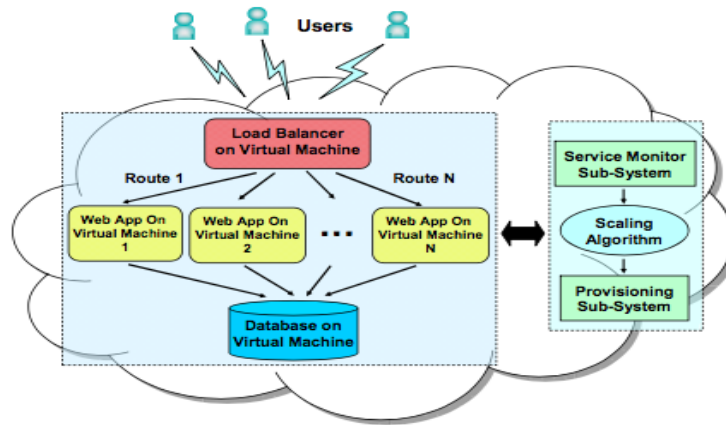 Users
Load Balancer
on Virtual Machine
Route 1
Route N
Web App On
Virtual Machine
1
Web App On
Virtual Machine
2
...
Web App On
Virtual Machine
N
Database on
Virtual Machine
Service Monitor
Sub-System
Scaling
Algorithm
Provisioning
Sub-System